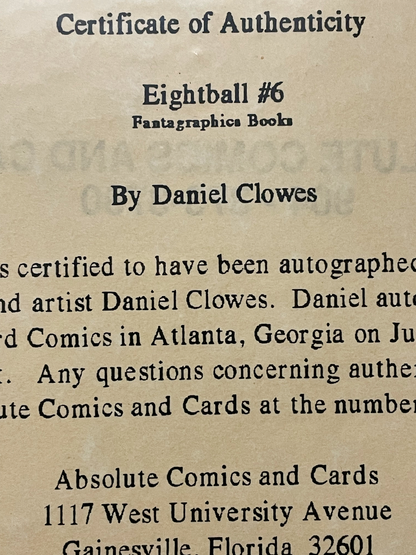 Certificate of Authenticity
Eightball #6
Fantagraphics Books
By Daniel Clowes
s certified to have been autographed
nd artist Daniel Clowes. Daniel aut
rd Comics in Atlanta, Georgia on Ju
. Any questions concerning authe
ute Comics and Cards at the number
Absolute Comics and Cards
1117 West University Avenue
Gainesville, Florida 32601